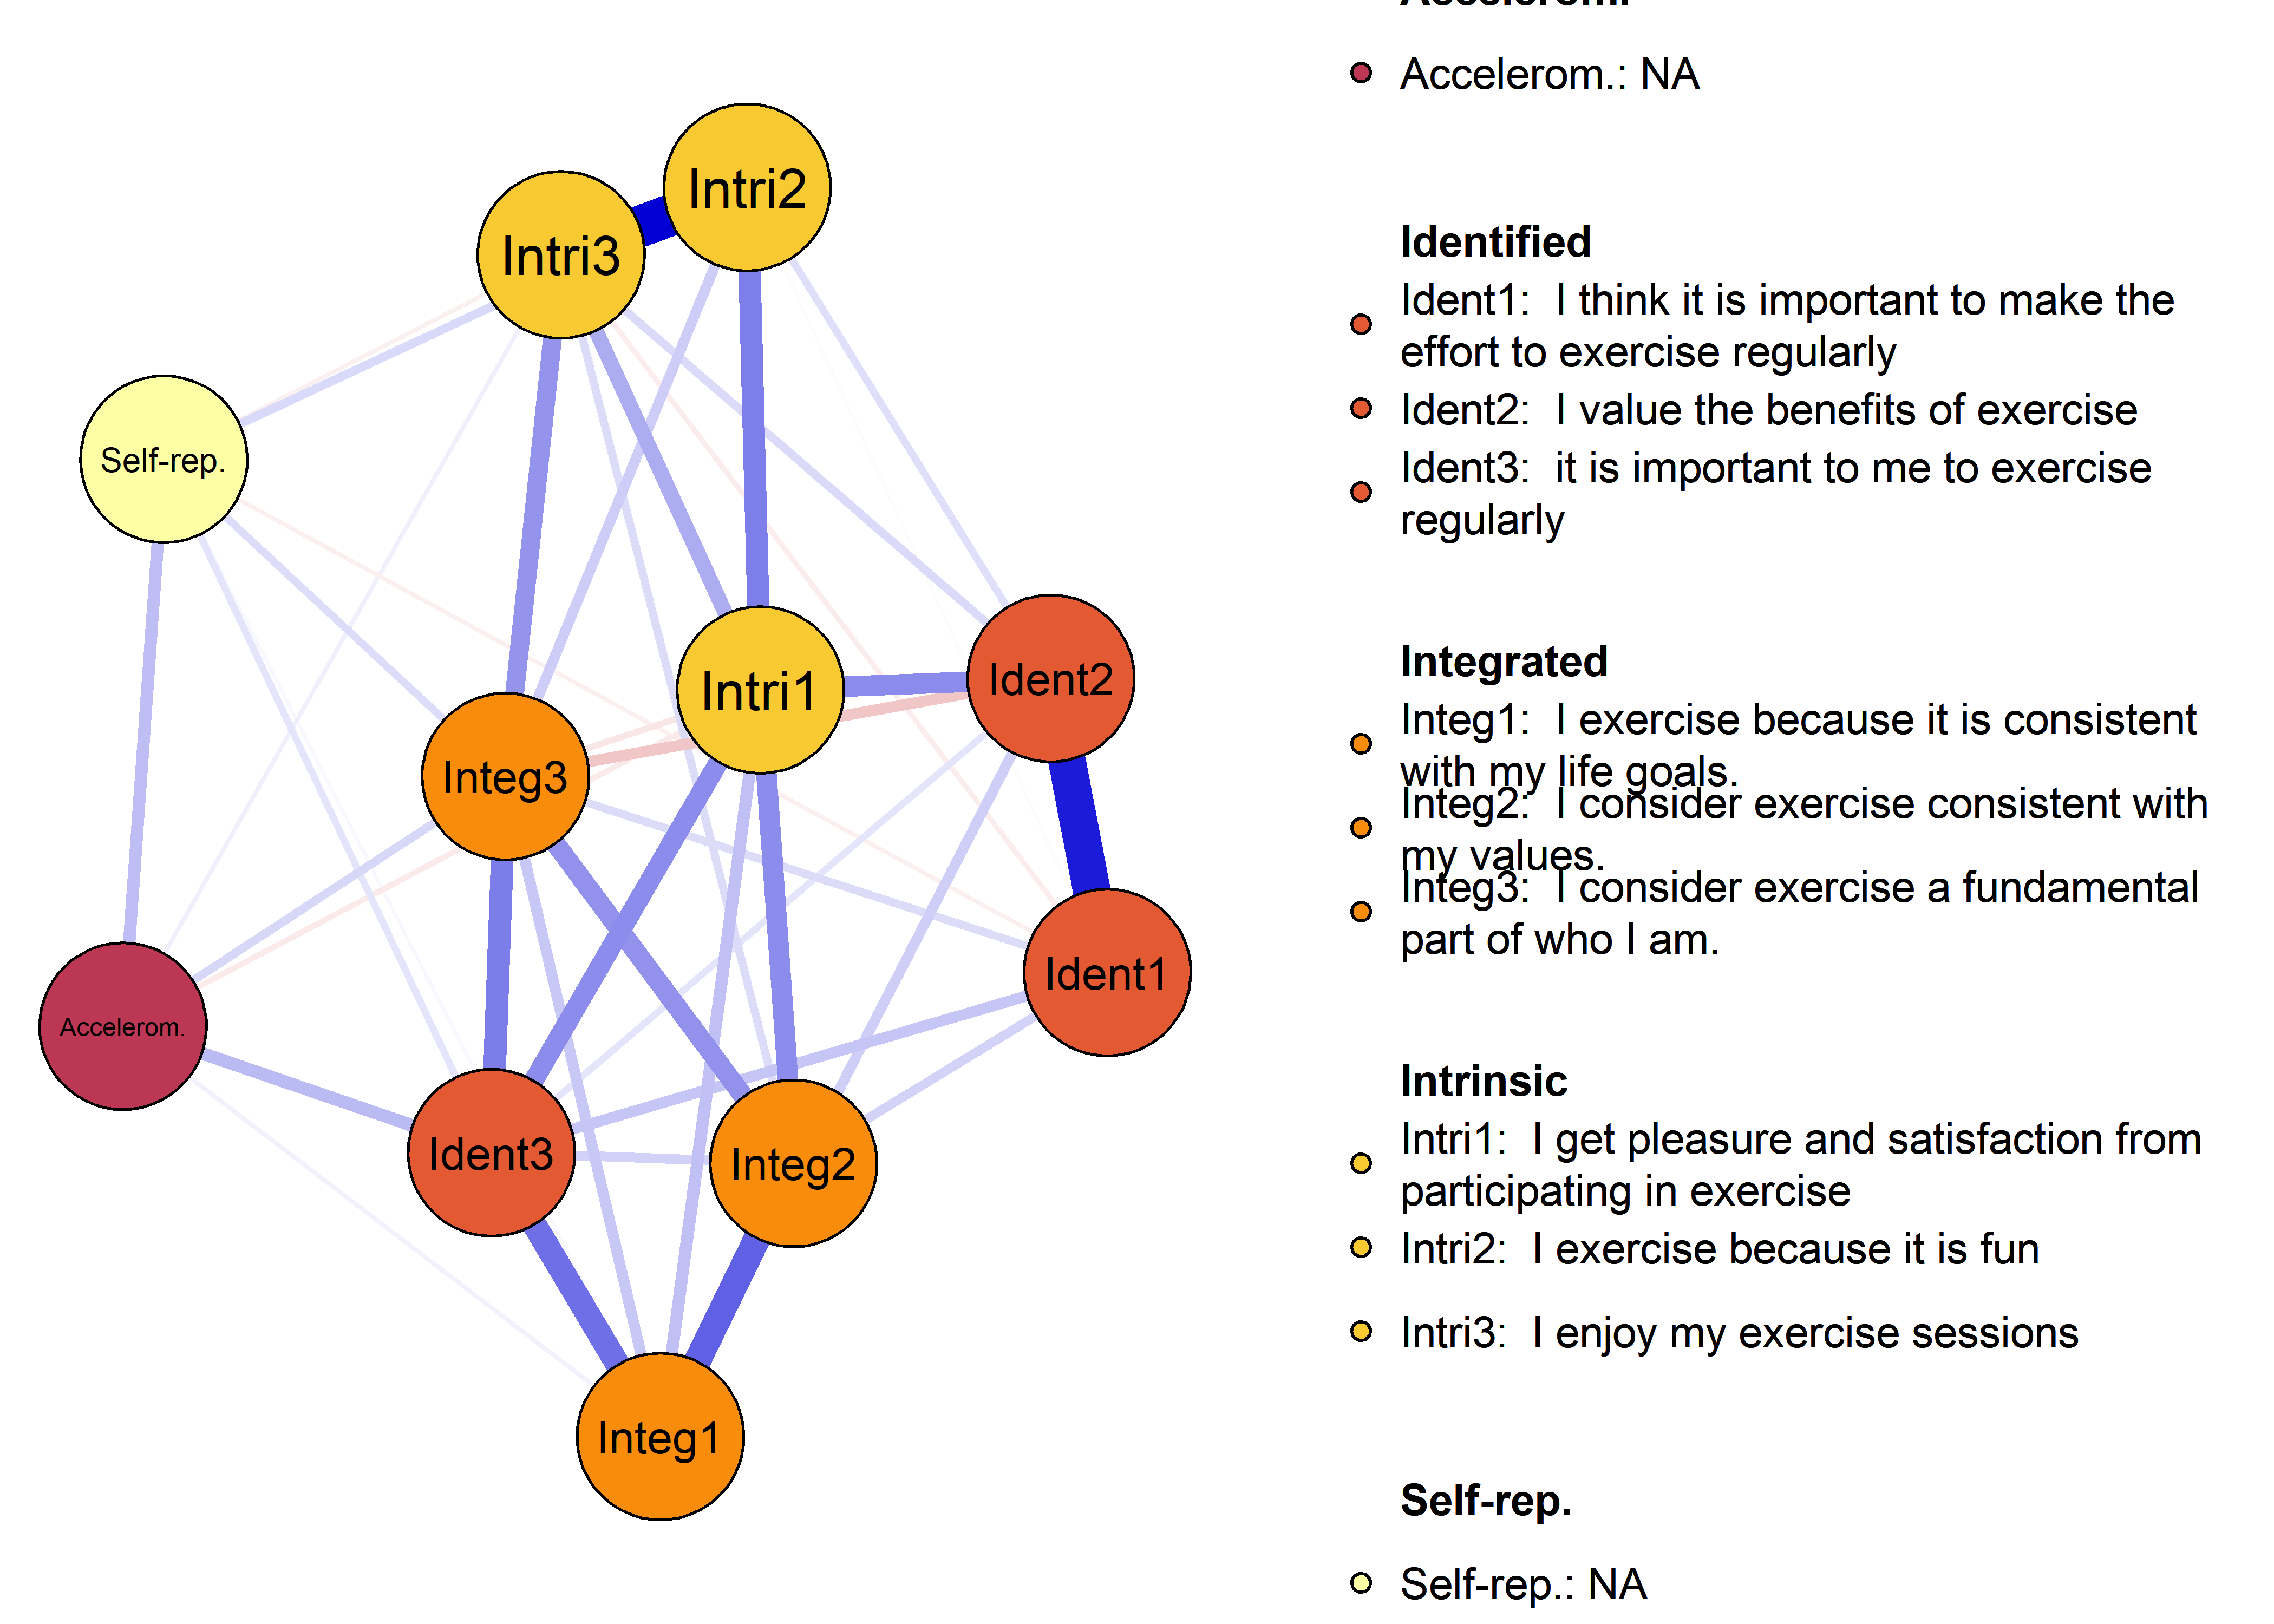 Intri2
Intri3
Self-rep.
Intri1
Ident2
Integ3
Ident1
Accelerom.
Ident3
Integ2
Integ1
Accelerom.
Accelerom.: NA
Identified
Ident1: I think it is important to make the
effort to exercise regularly
Ident2: I value the benefits of exercise
Ident3: it is important to me to exercise
regularly
Integrated
Integ1: I exercise because it is consistent
with my life goals.
Integ2: I consider exercise consistent with
my values.
Integ3: I consider exercise a fundamental
part of who I am.
Intrinsic
Intri1: I get pleasure and satisfaction from
participating in exercise
Intri2: I exercise because it is fun
Intri3: I enjoy my exercise sessions
Self-rep.
Self-rep.: NA